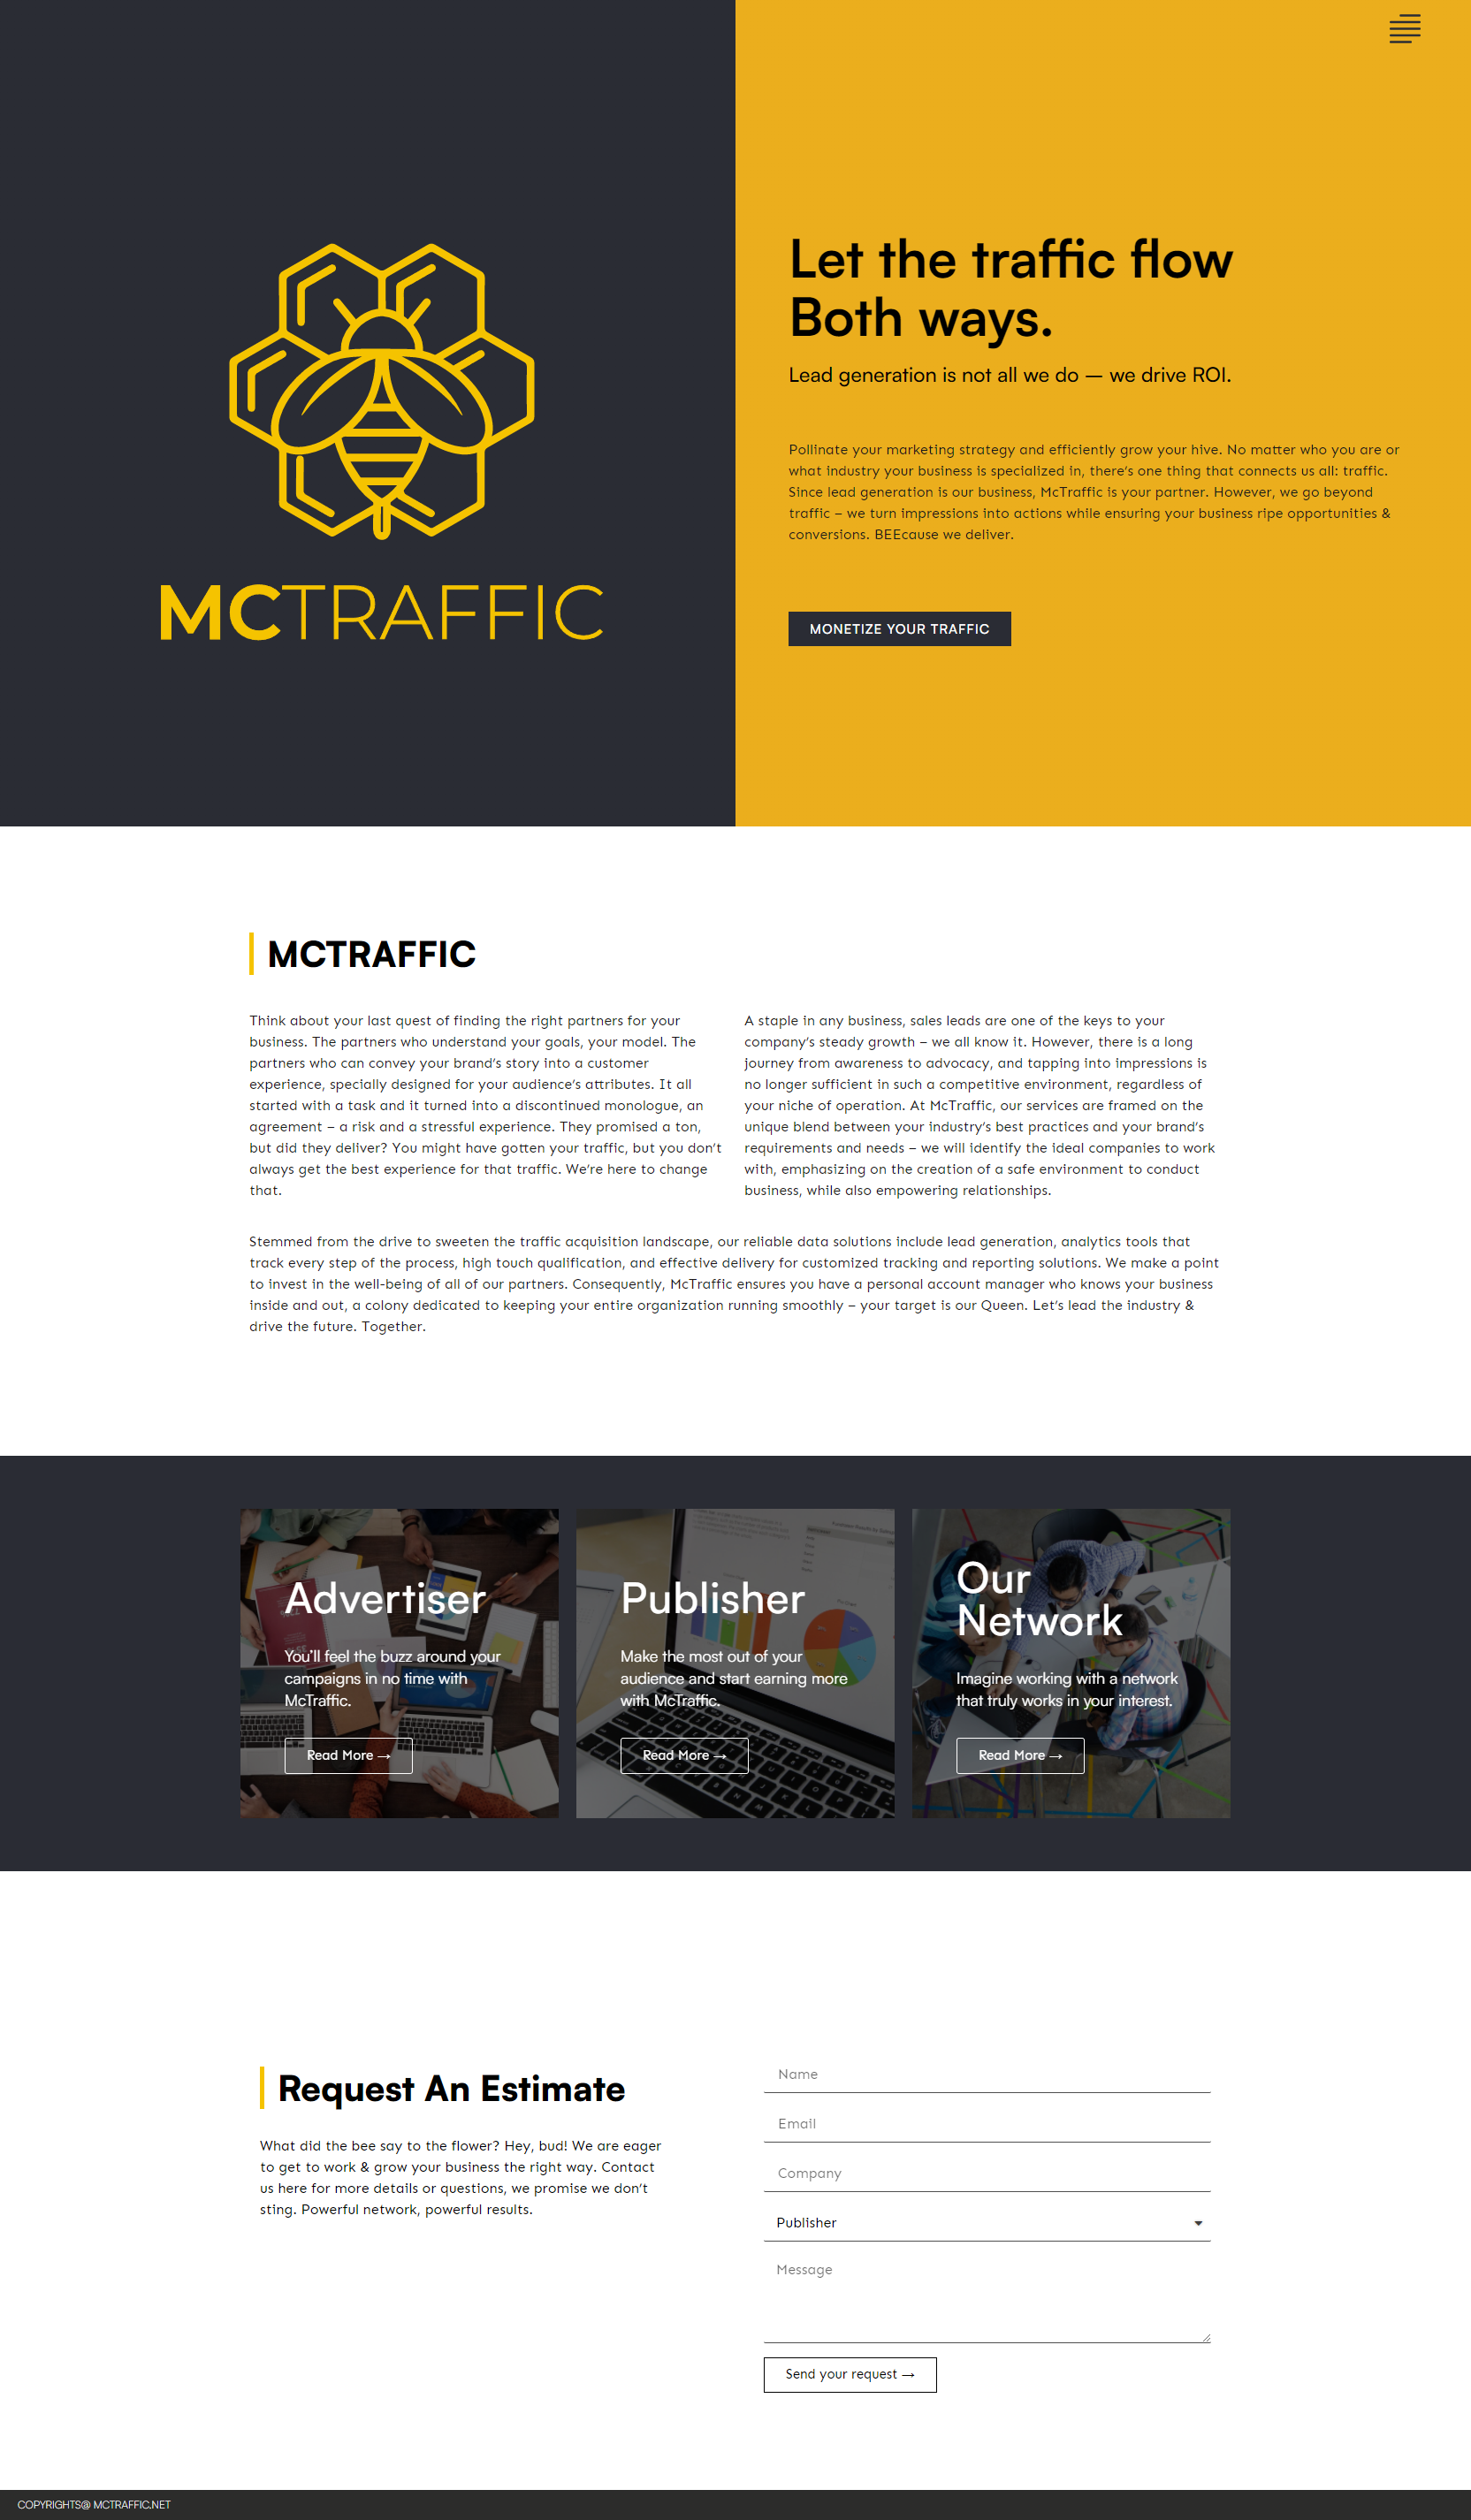 MCTRAFFIC
Let the traffic flow
Both ways.
Lead generation is not all we do — we drive ROI.
Pollinate your marketing strategy and efficiently grow your hive. No matter who you are or
what industry your business is specialized in, there’s one thing that connects us all: traffic.
Since lead generation is our business, McTraffic is your partner. However, we go beyond
traffic – we turn impressions into actions while ensuring your business ripe opportunities &
conversions. BEEcause we deliver.
MONETIZE YOUR TRAFFIC
MCTRAFFIC
Think about your last quest of finding the right partners for your
business. The partners who understand your goals, your model. The
partners who can convey your brand’s story into a customer
experience, specially designed for your audience’s attributes. It all
started with a task and it turned into a discontinued monologue, an
agreement – a risk and a stressful experience. They promised a ton,
but did they deliver? You might have gotten your traffic, but you don’t
always get the best experience for that traffic. We’re here to change
that.
A staple in any business, sales leads are one of the keys to your
company’s steady growth – we all know it. However, there is a long
journey from awareness to advocacy, and tapping into impressions is
no longer sufficient in such a competitive environment, regardless of
your niche of operation. At McTraffic, our services are framed on the
unique blend between your industry’s best practices and your brand’s
requirements and needs – we will identify the ideal companies to work
with, emphasizing on the creation of a safe environment to conduct
business, while also empowering relationships.
Stemmed from the drive to sweeten the traffic acquisition landscape, our reliable data solutions include lead generation, analytics tools that
track every step of the process, high touch qualification, and effective delivery for customized tracking and reporting solutions. We make a point
to invest in the well-being of all of our partners. Consequently, McTraffic ensures you have a personal account manager who knows your business
inside and out, a colony dedicated to keeping your entire organization running smoothly – your target is our Queen. Let’s lead the industry &
drive the future. Together.
Advertiser
You’ll feel the buzz around your
campaigns in no time with
McTraffic.
Read More →
Publisher
Make the most out of your
audience and start earning more
with McTraffic.
Read More →
Our
Network
Imagine working with a network
that truly works in your interest.
Read More →
Request An Estimate
What did the bee say to the flower? Hey, bud! We are eager
to get to work & grow your business the right way. Contact
us here for more details or questions, we promise we don’t
sting. Powerful network, powerful results.
Name
Email
Company
Publisher
Message
Send your request →
COPYRIGHTS@ MCTRAFFIC.NET